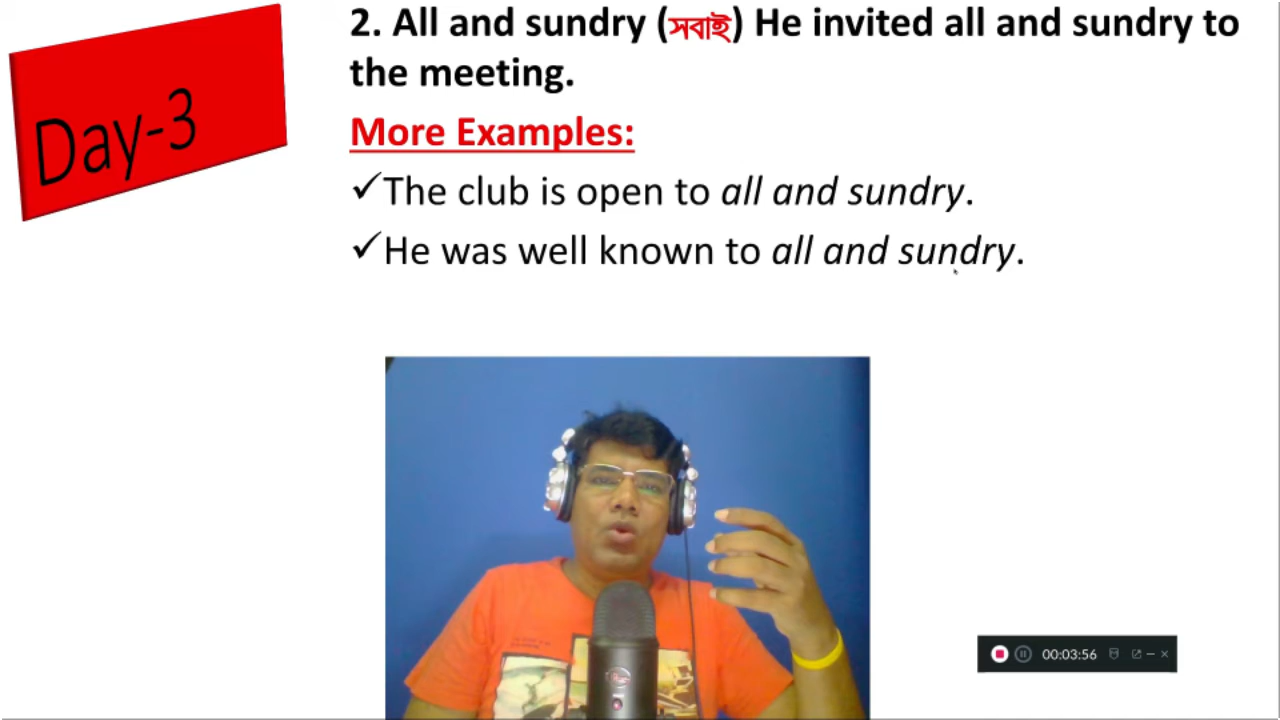 Day-3
2. All and sundry (সবাই) He invited all and sundry to
the meeting.
More Examples:
✓The club is open to all and sundry.
✓He was well known to all and sundry.
00:03:56